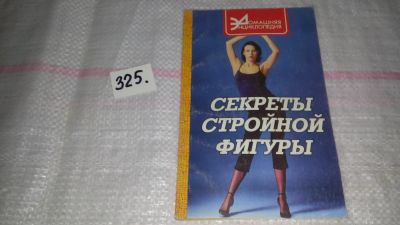 325.
ДОМАШНЯЯ
ЭНЦИКЛОПЕДИЯ
СЕКРЕТЫ
СТРОЙНОЙ
ФИГУРЫ